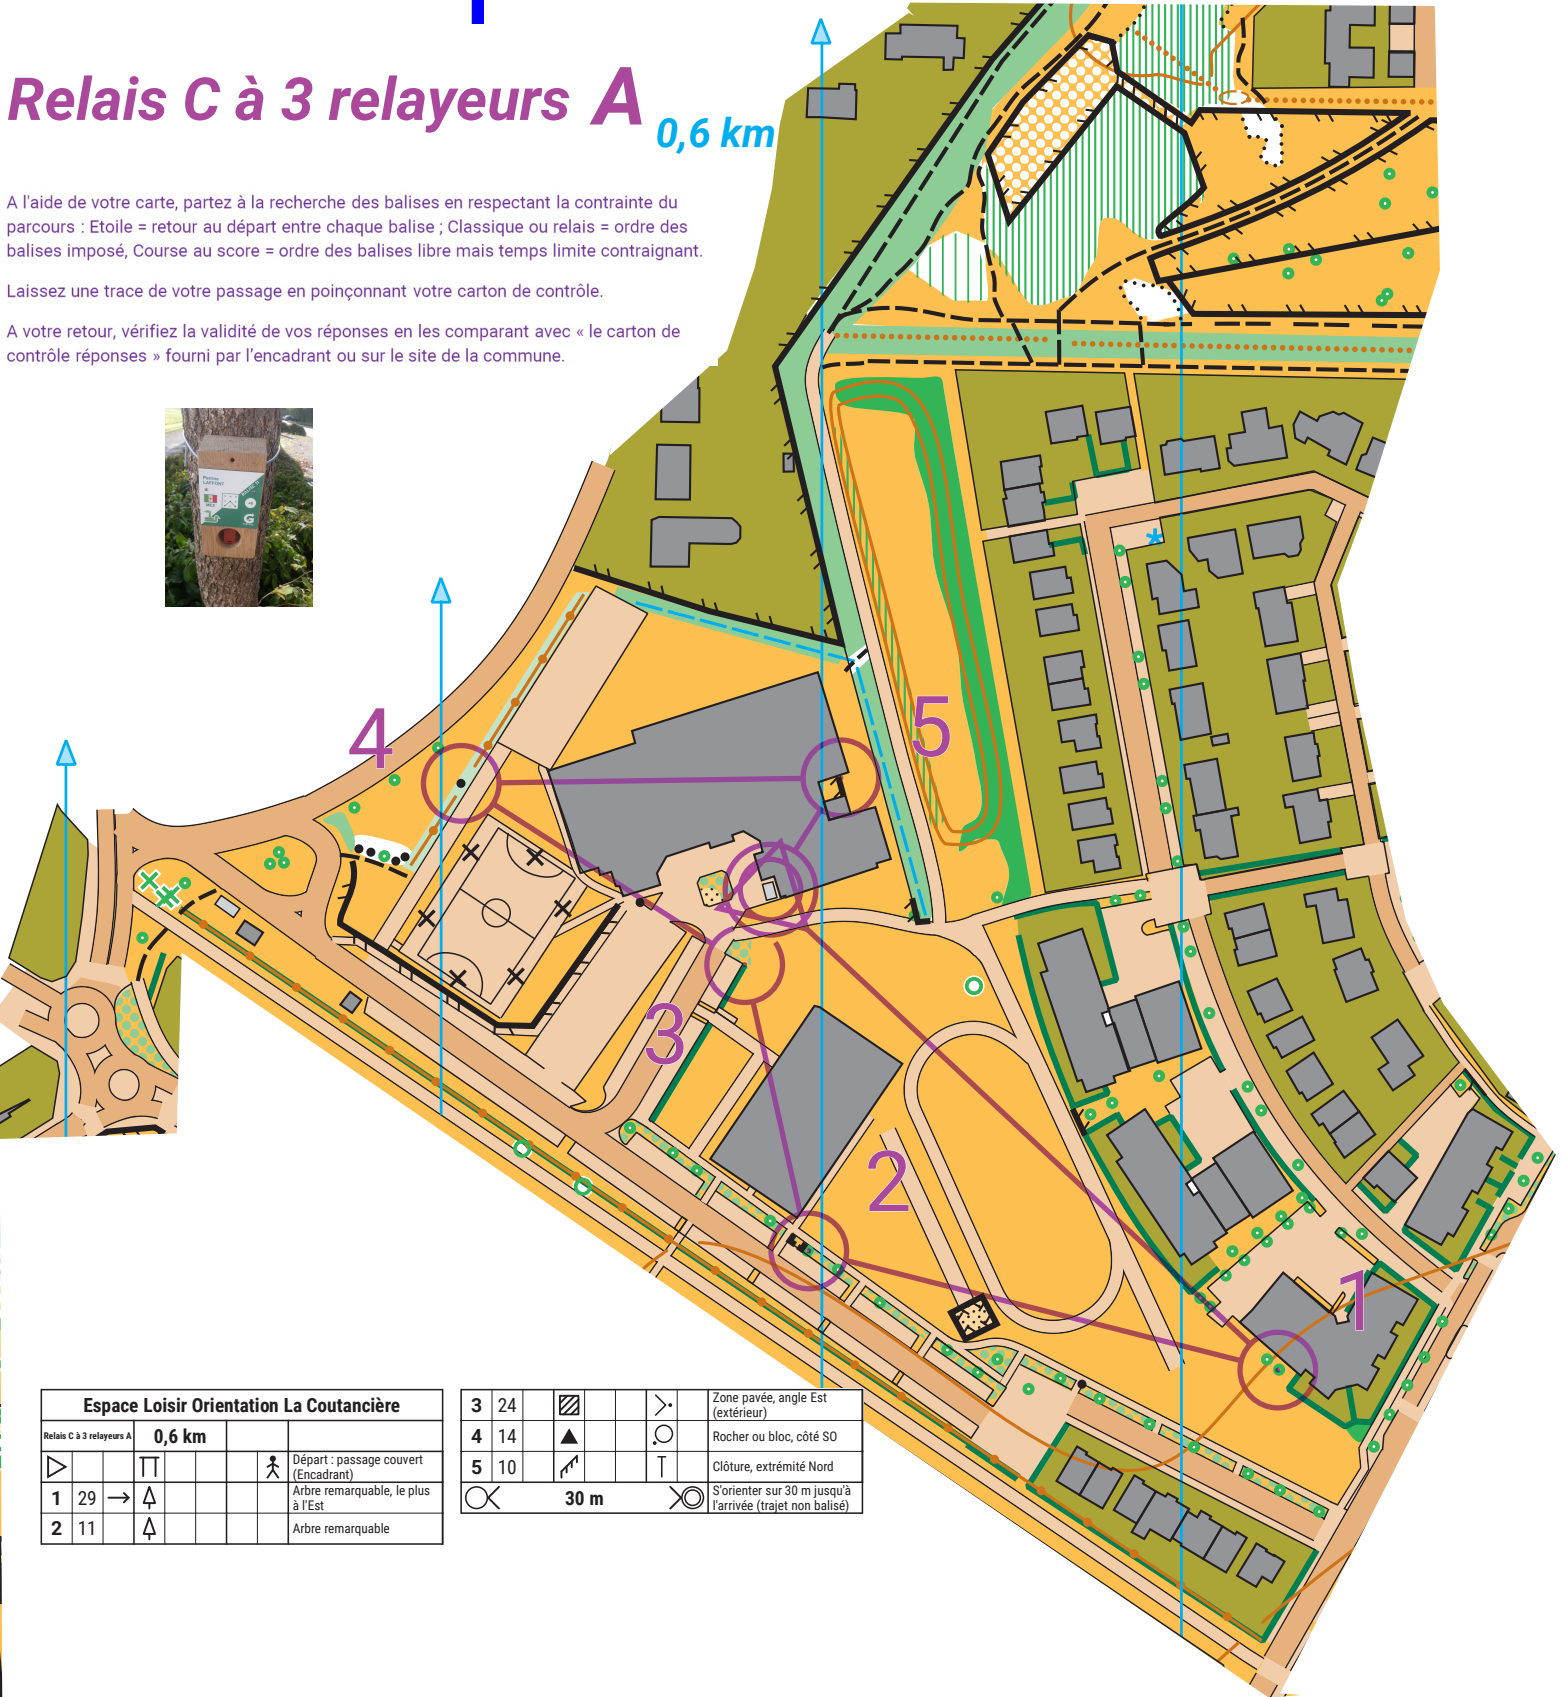 Relais C à 3 relayeurs A
0,6 km
A l'aide de votre carte, partez à la recherche des balises en respectant la contrainte du
parcours : Etoile = retour au départ entre chaque balise ; Classique ou relais = ordre des
balises imposé, Course au score = ordre des balises libre mais temps limite contraignant.
Laissez une trace de votre passage en poinçonnant votre carton de contrôle.
A votre retour, vérifiez la validité de vos réponses en les comparant avec « le carton de
contrôle réponses » fourni par l'encadrant ou sur le site de la commune.
4
5
3
2
1
Espace Loisir Orientation La Coutancière
Relais C à 3 relayeurs A 0,6 km
Départ : passage couvert
(Encadrant)
1 29 Arbre remarquable, le plus
à l'Est
2 11 Arbre remarquable
3 24 Zone pavée, angle Est
(extérieur)
4 14 Rocher ou bloc, côté SO
5 10 Clôture, extrémité Nord
30 m S'orienter sur 30 m jusqu'à
l'arrivée (trajet non balisé)